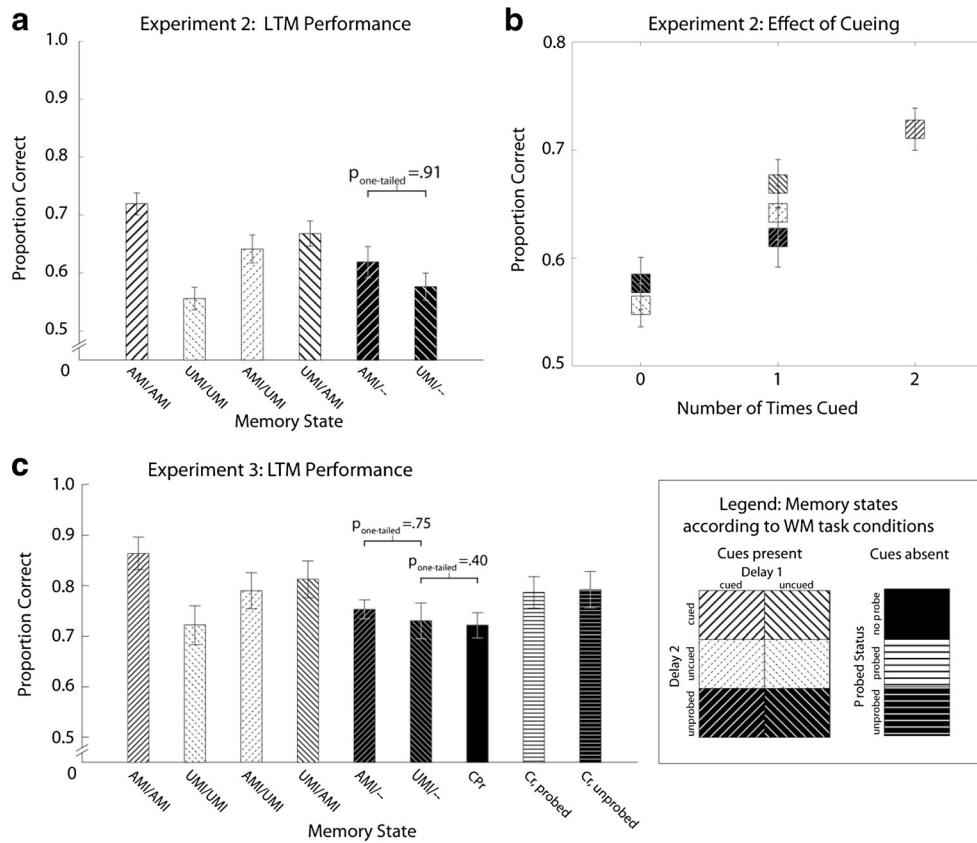 a
Experiment 2: LTM Performance
1.0
0.9
0.8
0.7
0.6
0.5
0
Proportion Correct
p one-tailed =.91
AMI/AMI
UMI/UMI
AMI/UMI
UMI/AMI
AMI/--
UMI/--
Memory State
b
Experiment 2: Effect of Cueing
0.8
0.7
0.6
0.5
Proportion Correct
0 1 2
Number of Times Cued
c
Experiment 3: LTM Performance
1.0
0.9
0.8
0.7
0.6
0.5
0
Proportion Correct
p one-tailed =.75
p one-tailed =.40
AMI/AMI
UMI/UMI
AMI/UMI
UMI/AMI
AMI/--
UMI/--
CPr
Cr, probed
Cr, unprobed
Memory State
Legend: Memory states
according to WM task conditions
Cues present
Delay 1
cued uncued
Delay 2
cued
uncued
unprobed
Cues absent
Probed Status
no probe
probed
unprobed